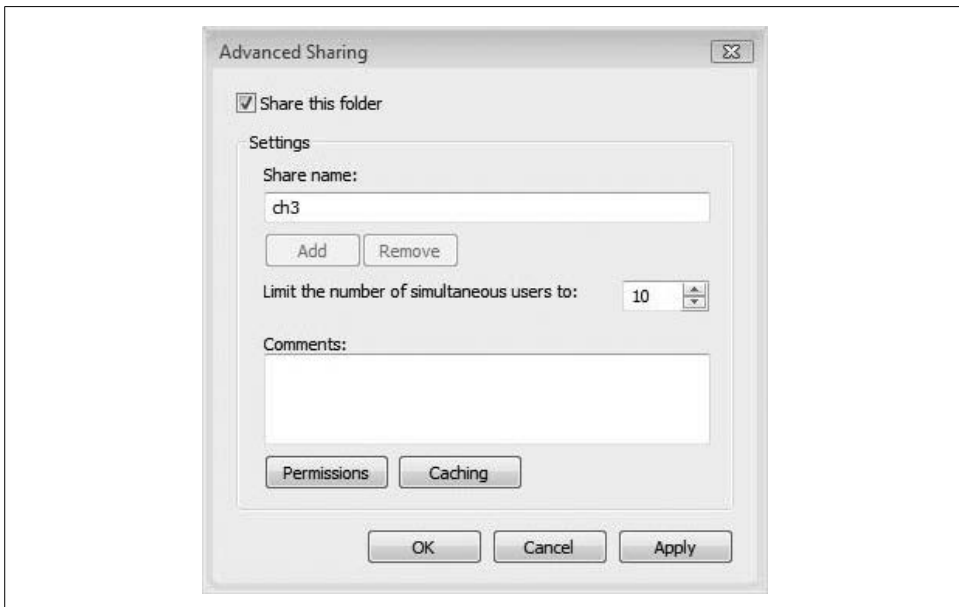 Advanced Sharing
Share this folder
Settings
Share name:
ch3
Add Remove
Limit the number of simultaneous users to: 10
Comments:
Permissions Caching
OK Cancel Apply